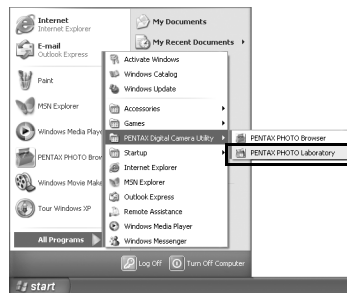 Internet
Internet Explorer
E-mail
Outlook Express
Paint
MSN Explorer
Windows Media Playe
PENTAX PHOTO Brow
Windows Movie Make
Tour Windows XP
All Programs
My Documents
My Recent Documents
Activate Windows
Windows Catalog
Windows Update
Accessories
Games
PENTAX Digital Camera Utility
Startup
Internet Explorer
MSN Explorer
Outlook Express
Remote Assistance
Windows Media Player
Windows Messenger
PENTAX PHOTO Browser
PENTAX PHOTO Laboratory
Log Off
Turn Off Computer
start